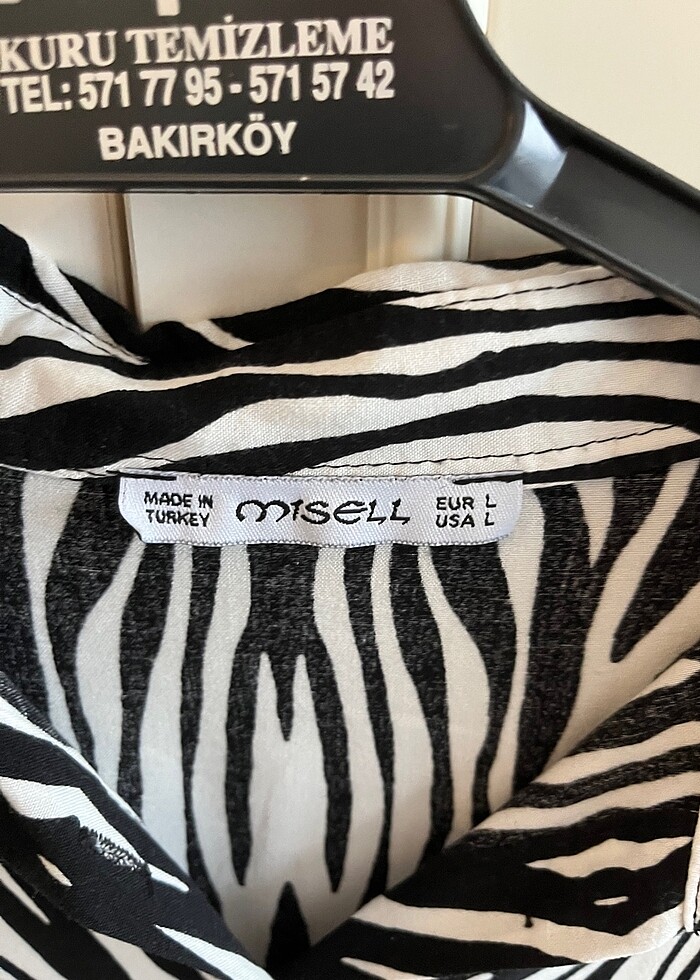 KURU TEMİZLEME
TEL: 571 77 95 - 571 57 42
BAKIRKÖY
MADE IN
TURKEY
MISELL
EUR L
USA L